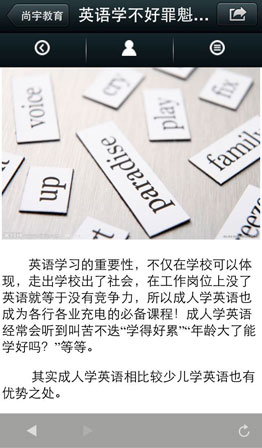 尚宇教育
英语学不好罪魁...
voice
cry
play
fix
up
paradise
family
英语学习的重要性，不仅在学校可以体
现，走出学校出了社会，在工作岗位上没了
英语就等于没有竞争力，所以成人学英语也
成为各行各业充电的必备课程！成人学英语
经常会听到叫苦不迭“学得好累”“年龄大了能
学好吗？”等等。
其实成人学英语相比较少儿学英语也有
优势之处。